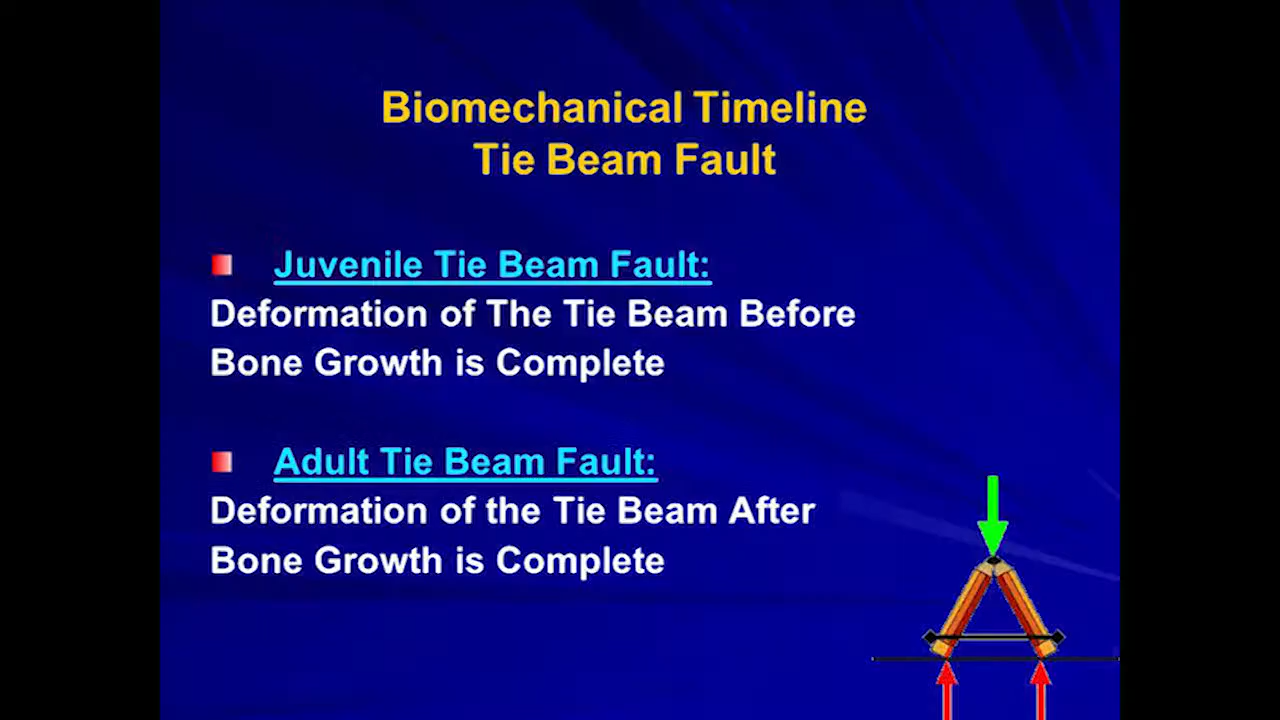 Biomechanical Timeline
Tie Beam Fault
Juvenile Tie Beam Fault:
Deformation of The Tie Beam Before
Bone Growth is Complete
Adult Tie Beam Fault:
Deformation of the Tie Beam After
Bone Growth is Complete